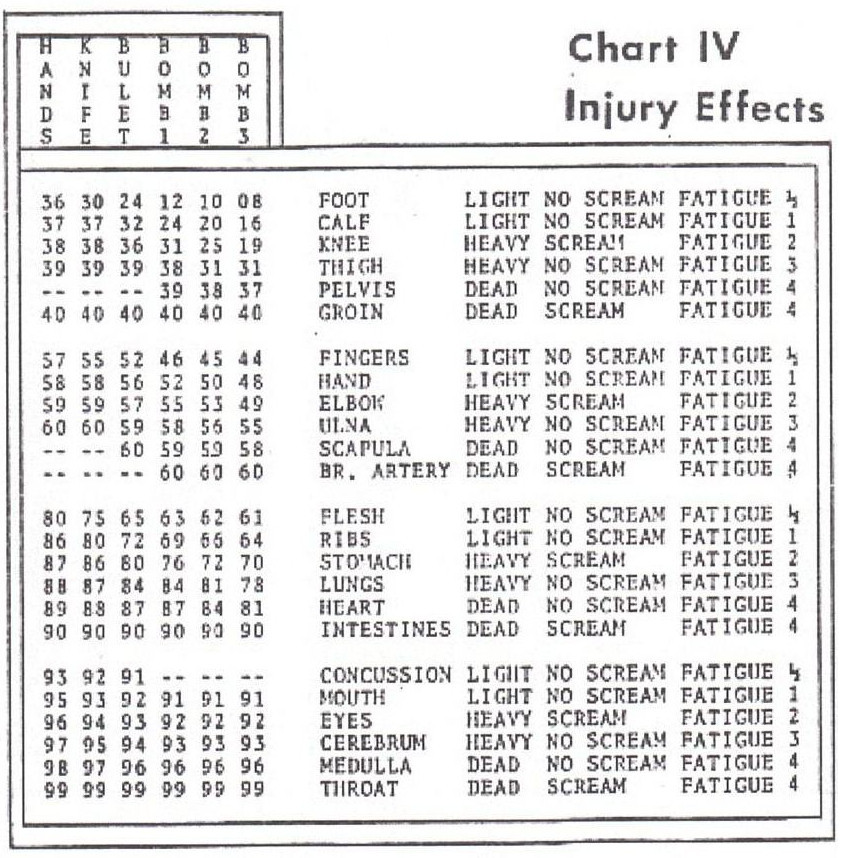 HANDS
KNIFE
BULET
BOMB1
BOMB2
BOMB3
Chart IV
Injury Effects
36 30 24 12 10 08 FOOT LIGHT NO SCREAM FATIGUE ½
37 37 32 24 20 16 CALF LIGHT NO SCREAM FATIGUE 1
38 38 36 31 25 19 KNEE HEAVY SCREAM FATIGUE 2
39 39 39 38 31 31 THIGH HEAVY NO SCREAM FATIGUE 3
-- -- -- 39 38 37 PELVIS DEAD NO SCREAM FATIGUE 4
40 40 40 40 40 40 GROIN DEAD SCREAM FATIGUE 4
57 55 52 46 45 44 FINGERS LIGHT NO SCREAM FATIGUE ½
58 58 56 52 50 48 HAND LIGHT NO SCREAM FATIGUE 1
59 59 57 55 53 49 ELBOW HEAVY SCREAM FATIGUE 2
60 60 59 58 56 55 ULNA HEAVY NO SCREAM FATIGUE 3
-- -- 60 59 59 58 SCAPULA DEAD NO SCREAM FATIGUE 4
-- -- -- 60 60 60 BR. ARTERY DEAD SCREAM FATIGUE 4
80 75 65 63 62 61 FLESH LIGHT NO SCREAM FATIGUE ½
86 80 72 69 66 64 RIBS LIGHT NO SCREAM FATIGUE 1
87 86 80 76 72 70 STOMACH HEAVY SCREAM FATIGUE 2
88 87 84 84 81 78 LUNGS HEAVY NO SCREAM FATIGUE 3
89 88 87 87 84 81 HEART DEAD NO SCREAM FATIGUE 4
90 90 90 90 90 90 INTESTINES DEAD SCREAM FATIGUE 4
93 92 91 -- -- -- CONCUSSION LIGHT NO SCREAM FATIGUE ½
95 93 92 91 91 91 MOUTH LIGHT NO SCREAM FATIGUE 1
96 94 93 92 92 92 EYES HEAVY SCREAM FATIGUE 2
97 95 94 93 93 93 CEREBRUM HEAVY NO SCREAM FATIGUE 3
98 97 96 96 96 96 MEDULLA DEAD NO SCREAM FATIGUE 4
99 99 99 99 99 99 THROAT DEAD SCREAM FATIGUE 4